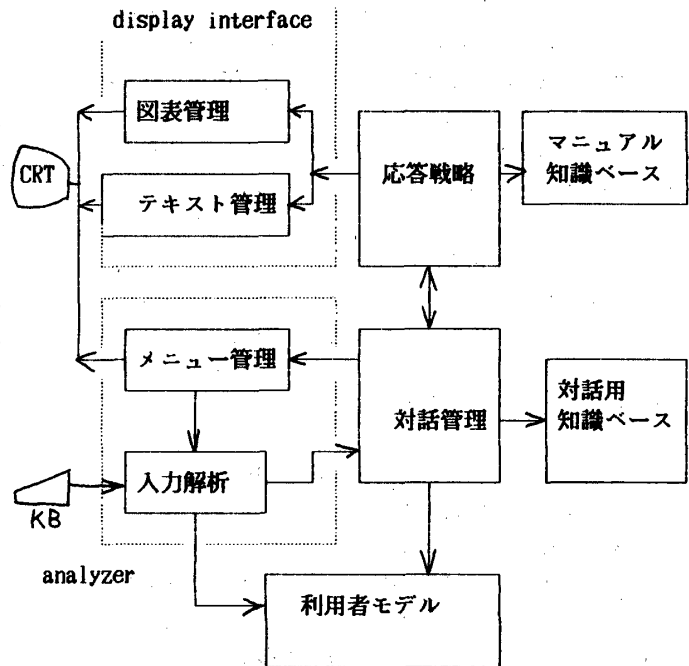 display interface
図表管理
CRT
テキスト管理
応答戦略
マニュアル
知識ベース
メニュー管理
対話管理
対話用
知識ベース
入力解析
KB
analyzer
利用者モデル